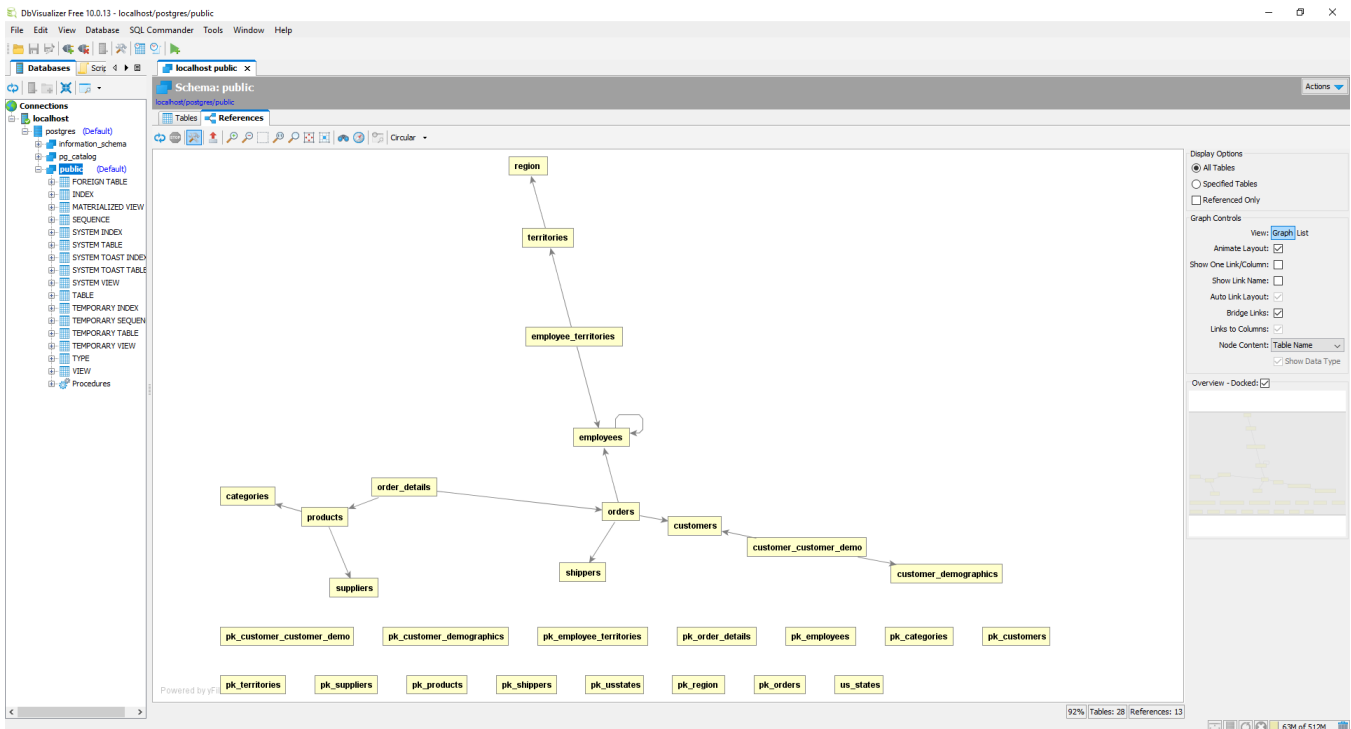 DbVisualizer Free 10.0.13 - localhost/postgres/public
File Edit View Database SQL Commander Tools Window Help
Databases
localhost public
Schema: public
Actions
localhost/postgres/public
Connections
localhost
postgres (Default)
information_schema
pg_catalog
public (Default)
FOREIGN TABLE
INDEX
MATERIALIZED VIEW
SEQUENCE
SYSTEM INDEX
SYSTEM TABLE
SYSTEM TOAST INDEX
SYSTEM TOAST TABLE
SYSTEM VIEW
TABLE
TEMPORARY INDEX
TEMPORARY SEQUEN
TEMPORARY TABLE
TEMPORARY VIEW
TYPE
VIEW
Procedures
Tables References
Circular
region
territories
employee_territories
employees
categories
order_details
products
orders
customers
customer_customer_demo
shippers
customer_demographics
suppliers
pk_customer_customer_demo pk_customer_demographics pk_employee_territories pk_order_details pk_employees pk_categories pk_customers
pk_territories pk_suppliers pk_products pk_shippers pk_usstates pk_region pk_orders us_states
Powered by yFil
Display Options
All Tables
Specified Tables
Referenced Only
Graph Controls
View: Graph List
Animate Layout:
Show One Link/Column:
Show Link Name:
Auto Link Layout:
Bridge Links:
Links to Columns:
Node Content: Table Name
Show Data Type
Overview - Docked:
92% Tables: 28 References: 13
63M of 512M